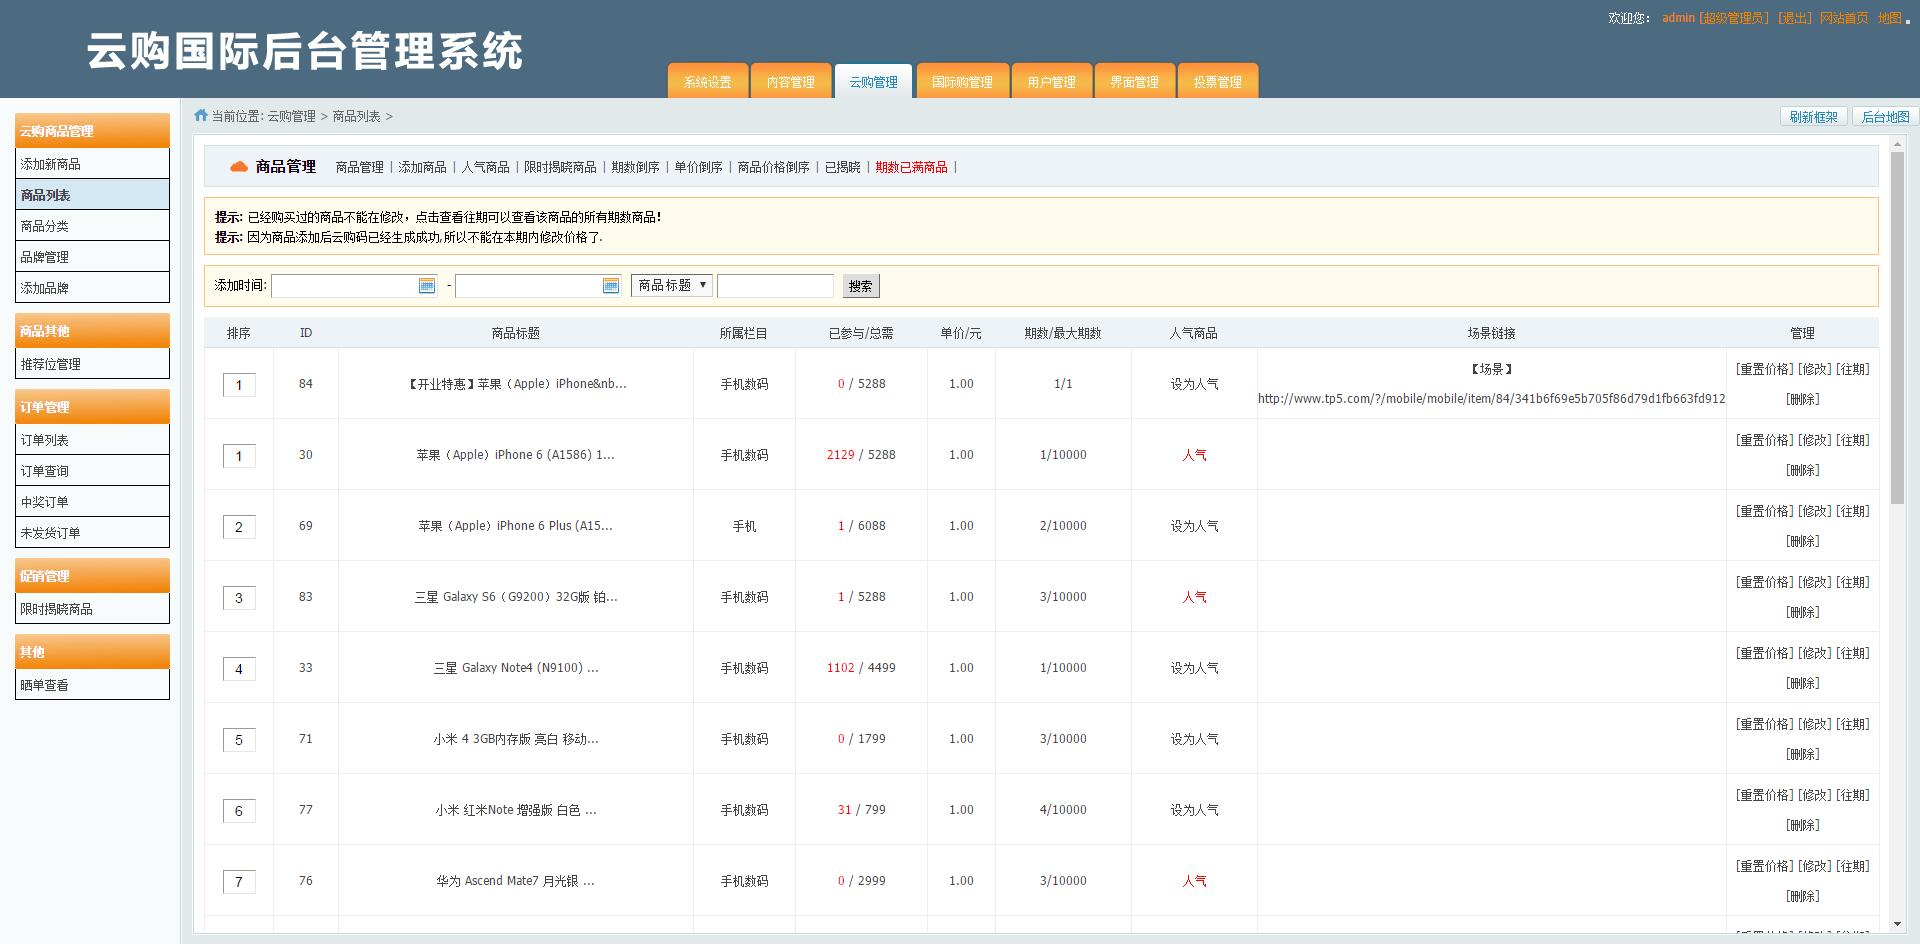 欢迎您： admin [超级管理员] [退出] 网站首页 地图 。
云购国际后台管理系统
系统设置 内容管理 云购管理 国际购管理 用户管理 界面管理 投票管理
当前位置: 云购管理 > 商品列表 >
刷新框架 后台地图
云购商品管理
添加新商品
商品列表
商品分类
品牌管理
添加品牌
商品其他
推荐位管理
订单管理
订单列表
订单查询
中奖订单
未发货订单
促销管理
限时揭晓商品
其他
晒单查看
商品管理 商品管理 | 添加商品 | 人气商品 | 限时揭晓商品 | 期数倒序 | 单价倒序 | 商品价格倒序 | 已揭晓 | 期数已满商品 |
提示: 已经购买过的商品不能在修改，点击查看往期可以查看该商品的所有期数商品！
提示: 因为商品添加后云购码已经生成成功,所以不能在本期内修改价格了.
添加时间: - 商品标题 搜索
排序 ID 商品标题 所属栏目 已参与/总需 单价/元 期数/最大期数 人气商品 场景链接 管理
1 84 【开业特惠】苹果（Apple）iPhone&nb... 手机数码 0 / 5288 1.00 1/1 设为人气 【场景】 [重置价格] [修改] [往期]
http://www.tp5.com/?/mobile/mobile/item/84/341b6f69e5b705f86d79d1fb663fd912 [删除]
1 30 苹果（Apple）iPhone 6 (A1586) 1... 手机数码 2129 / 5288 1.00 1/10000 人气 [重置价格] [修改] [往期]
[删除]
2 69 苹果（Apple）iPhone 6 Plus (A15... 手机 1 / 6088 1.00 2/10000 设为人气 [重置价格] [修改] [往期]
[删除]
3 83 三星 Galaxy S6（G9200）32G版 铂... 手机数码 1 / 5288 1.00 3/10000 人气 [重置价格] [修改] [往期]
[删除]
4 33 三星 Galaxy Note4 (N9100) ... 手机数码 1102 / 4499 1.00 1/10000 设为人气 [重置价格] [修改] [往期]
[删除]
5 71 小米 4 3GB内存版 亮白 移动... 手机数码 0 / 1799 1.00 3/10000 设为人气 [重置价格] [修改] [往期]
[删除]
6 77 小米 红米Note 增强版 白色 ... 手机数码 31 / 799 1.00 4/10000 设为人气 [重置价格] [修改] [往期]
[删除]
7 76 华为 Ascend Mate7 月光银 ... 手机数码 0 / 2999 1.00 3/10000 人气 [重置价格] [修改] [往期]
[删除]